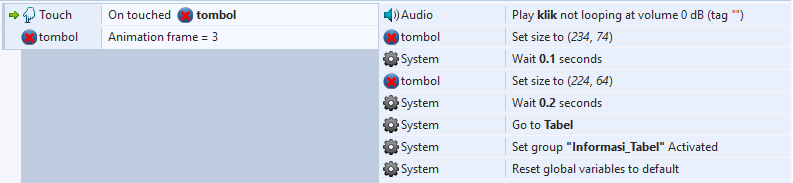 Touch On touched tombol
tombol Animation frame = 3
Audio Play klik not looping at volume 0 dB (tag "")
tombol Set size to (234, 74)
System Wait 0.1 seconds
tombol Set size to (224, 64)
System Wait 0.2 seconds
System Go to Tabel
System Set group "Informasi_Tabel" Activated
System Reset global variables to default